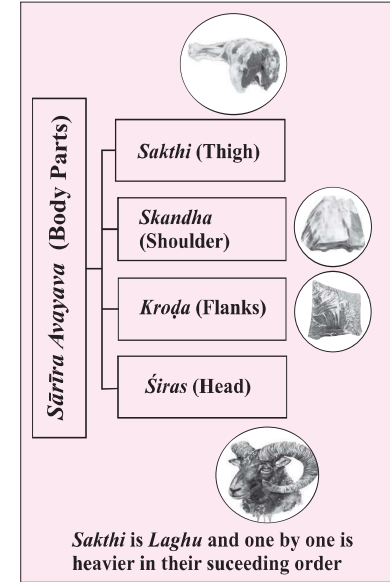 Śārīra Avayava (Body Parts)
Sakthi (Thigh)
Skandha
(Shoulder)
Kroḍa (Flanks)
Śiras (Head)
Sakthi is Laghu and one by one is
heavier in their suceeding order